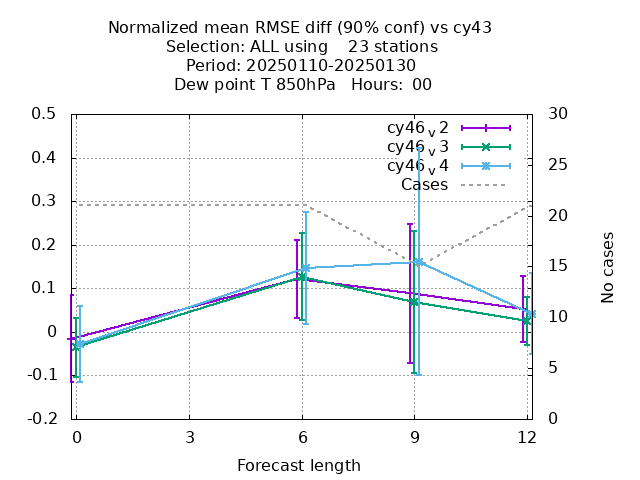 Normalized mean RMSE diff (90% conf) vs cy43
Selection: ALL using    23 stations
Period: 20250110-20250130
Dew point T 850hPa   Hours: 00
cy46_v2
cy46_v3
cy46_v4
Cases
0.5
0.4
0.3
0.2
0.1
0
-0.1
-0.2
30
25
20
15
10
5
0
No cases
0
3
6
9
12
Forecast length